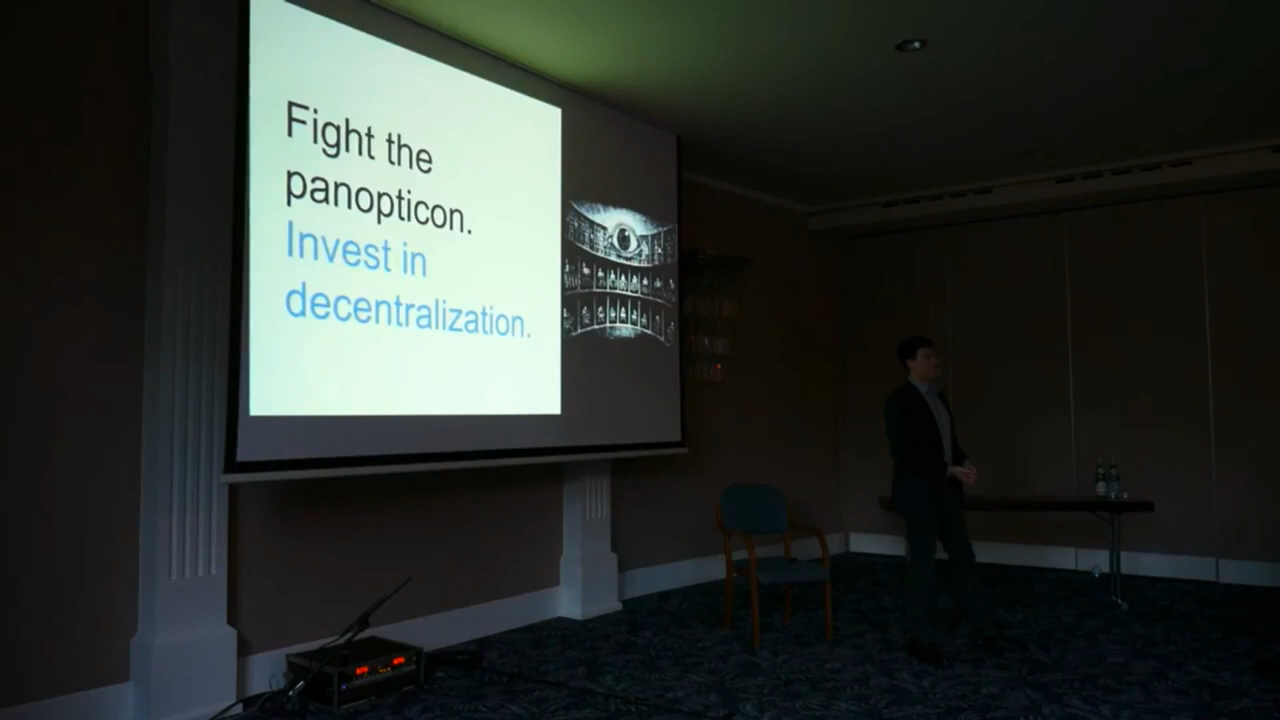 Fight the
panopticon.
Invest in
decentralization.